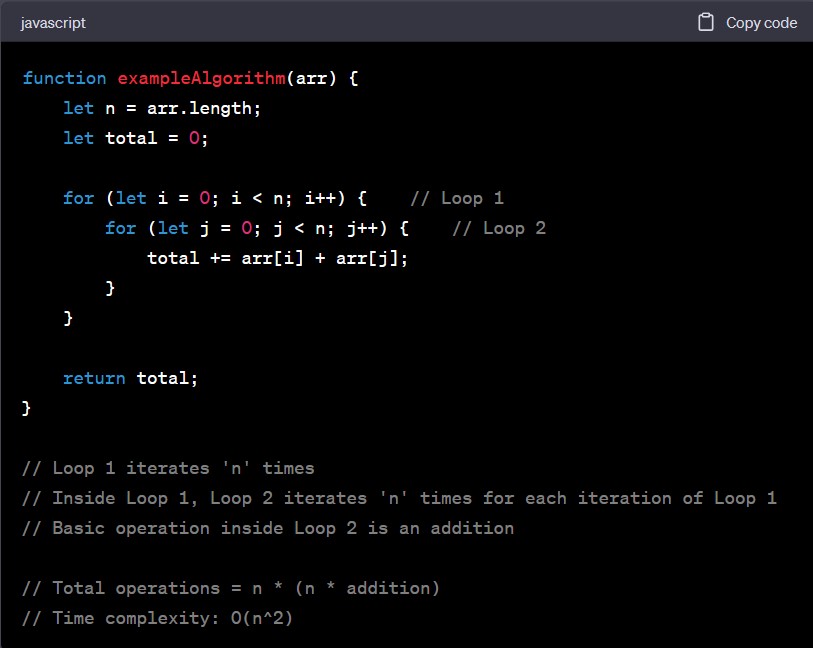 javascript
Copy code
function exampleAlgorithm(arr) {
    let n = arr.length;
    let total = 0;
    for (let i = 0; i < n; i++) {    // Loop 1
        for (let j = 0; j < n; j++) {    // Loop 2
            total += arr[i] + arr[j];
        }
    }
    return total;
}
// Loop 1 iterates 'n' times
// Inside Loop 1, Loop 2 iterates 'n' times for each iteration of Loop 1
// Basic operation inside Loop 2 is an addition
// Total operations = n * (n * addition)
// Time complexity: O(n^2)